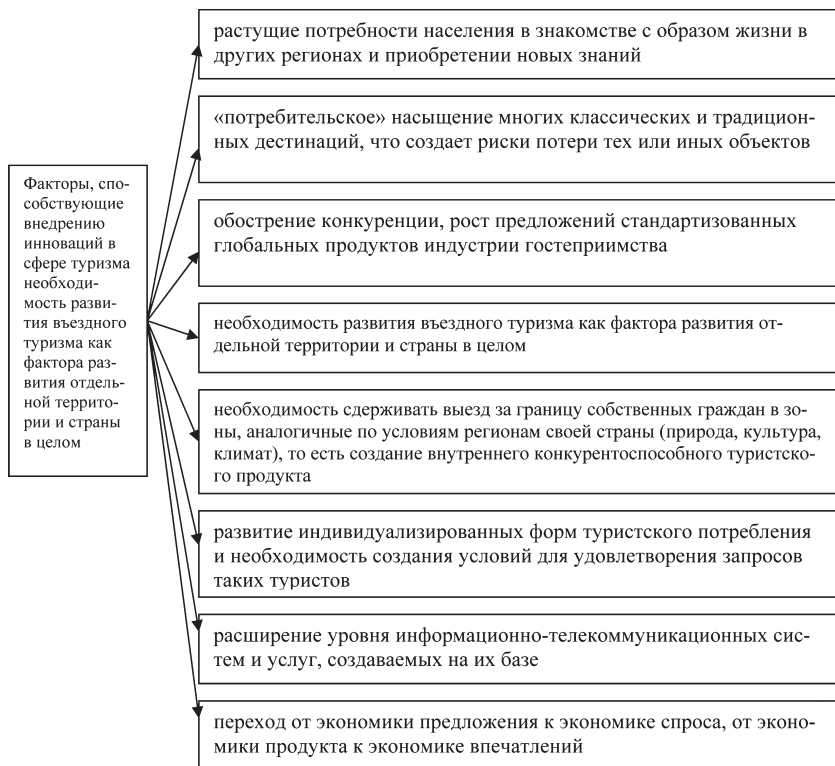 растущие потребности населения в знакомстве с образом жизни в
других регионах и приобретении новых знаний
«потребительское» насыщение многих классических и традицион-
ных дестинаций, что создает риски потери тех или иных объектов
Факторы, спо-
собствующие
внедрению
инноваций в
сфере туризма
необходи-
мость разви-
тия въездного
туризма как
фактора раз-
вития отдель-
ной террито-
рии и страны
в целом
обострение конкуренции, рост предложений стандартизованных
глобальных продуктов индустрии гостеприимства
необходимость развития въездного туризма как фактора развития от-
дельной территории и страны в целом
необходимость сдерживать выезд за границу собственных граждан в зо-
ны, аналогичные по условиям регионам своей страны (природа, культура,
климат), то есть создание внутреннего конкурентоспособного туристско-
го продукта
развитие индивидуализированных форм туристского потребления
и необходимость создания условий для удовлетворения запросов
таких туристов
расширение уровня информационно-телекоммуникационных сис-
тем и услуг, создаваемых на их базе
переход от экономики предложения к экономике спроса, от эконо-
мики продукта к экономике впечатлений